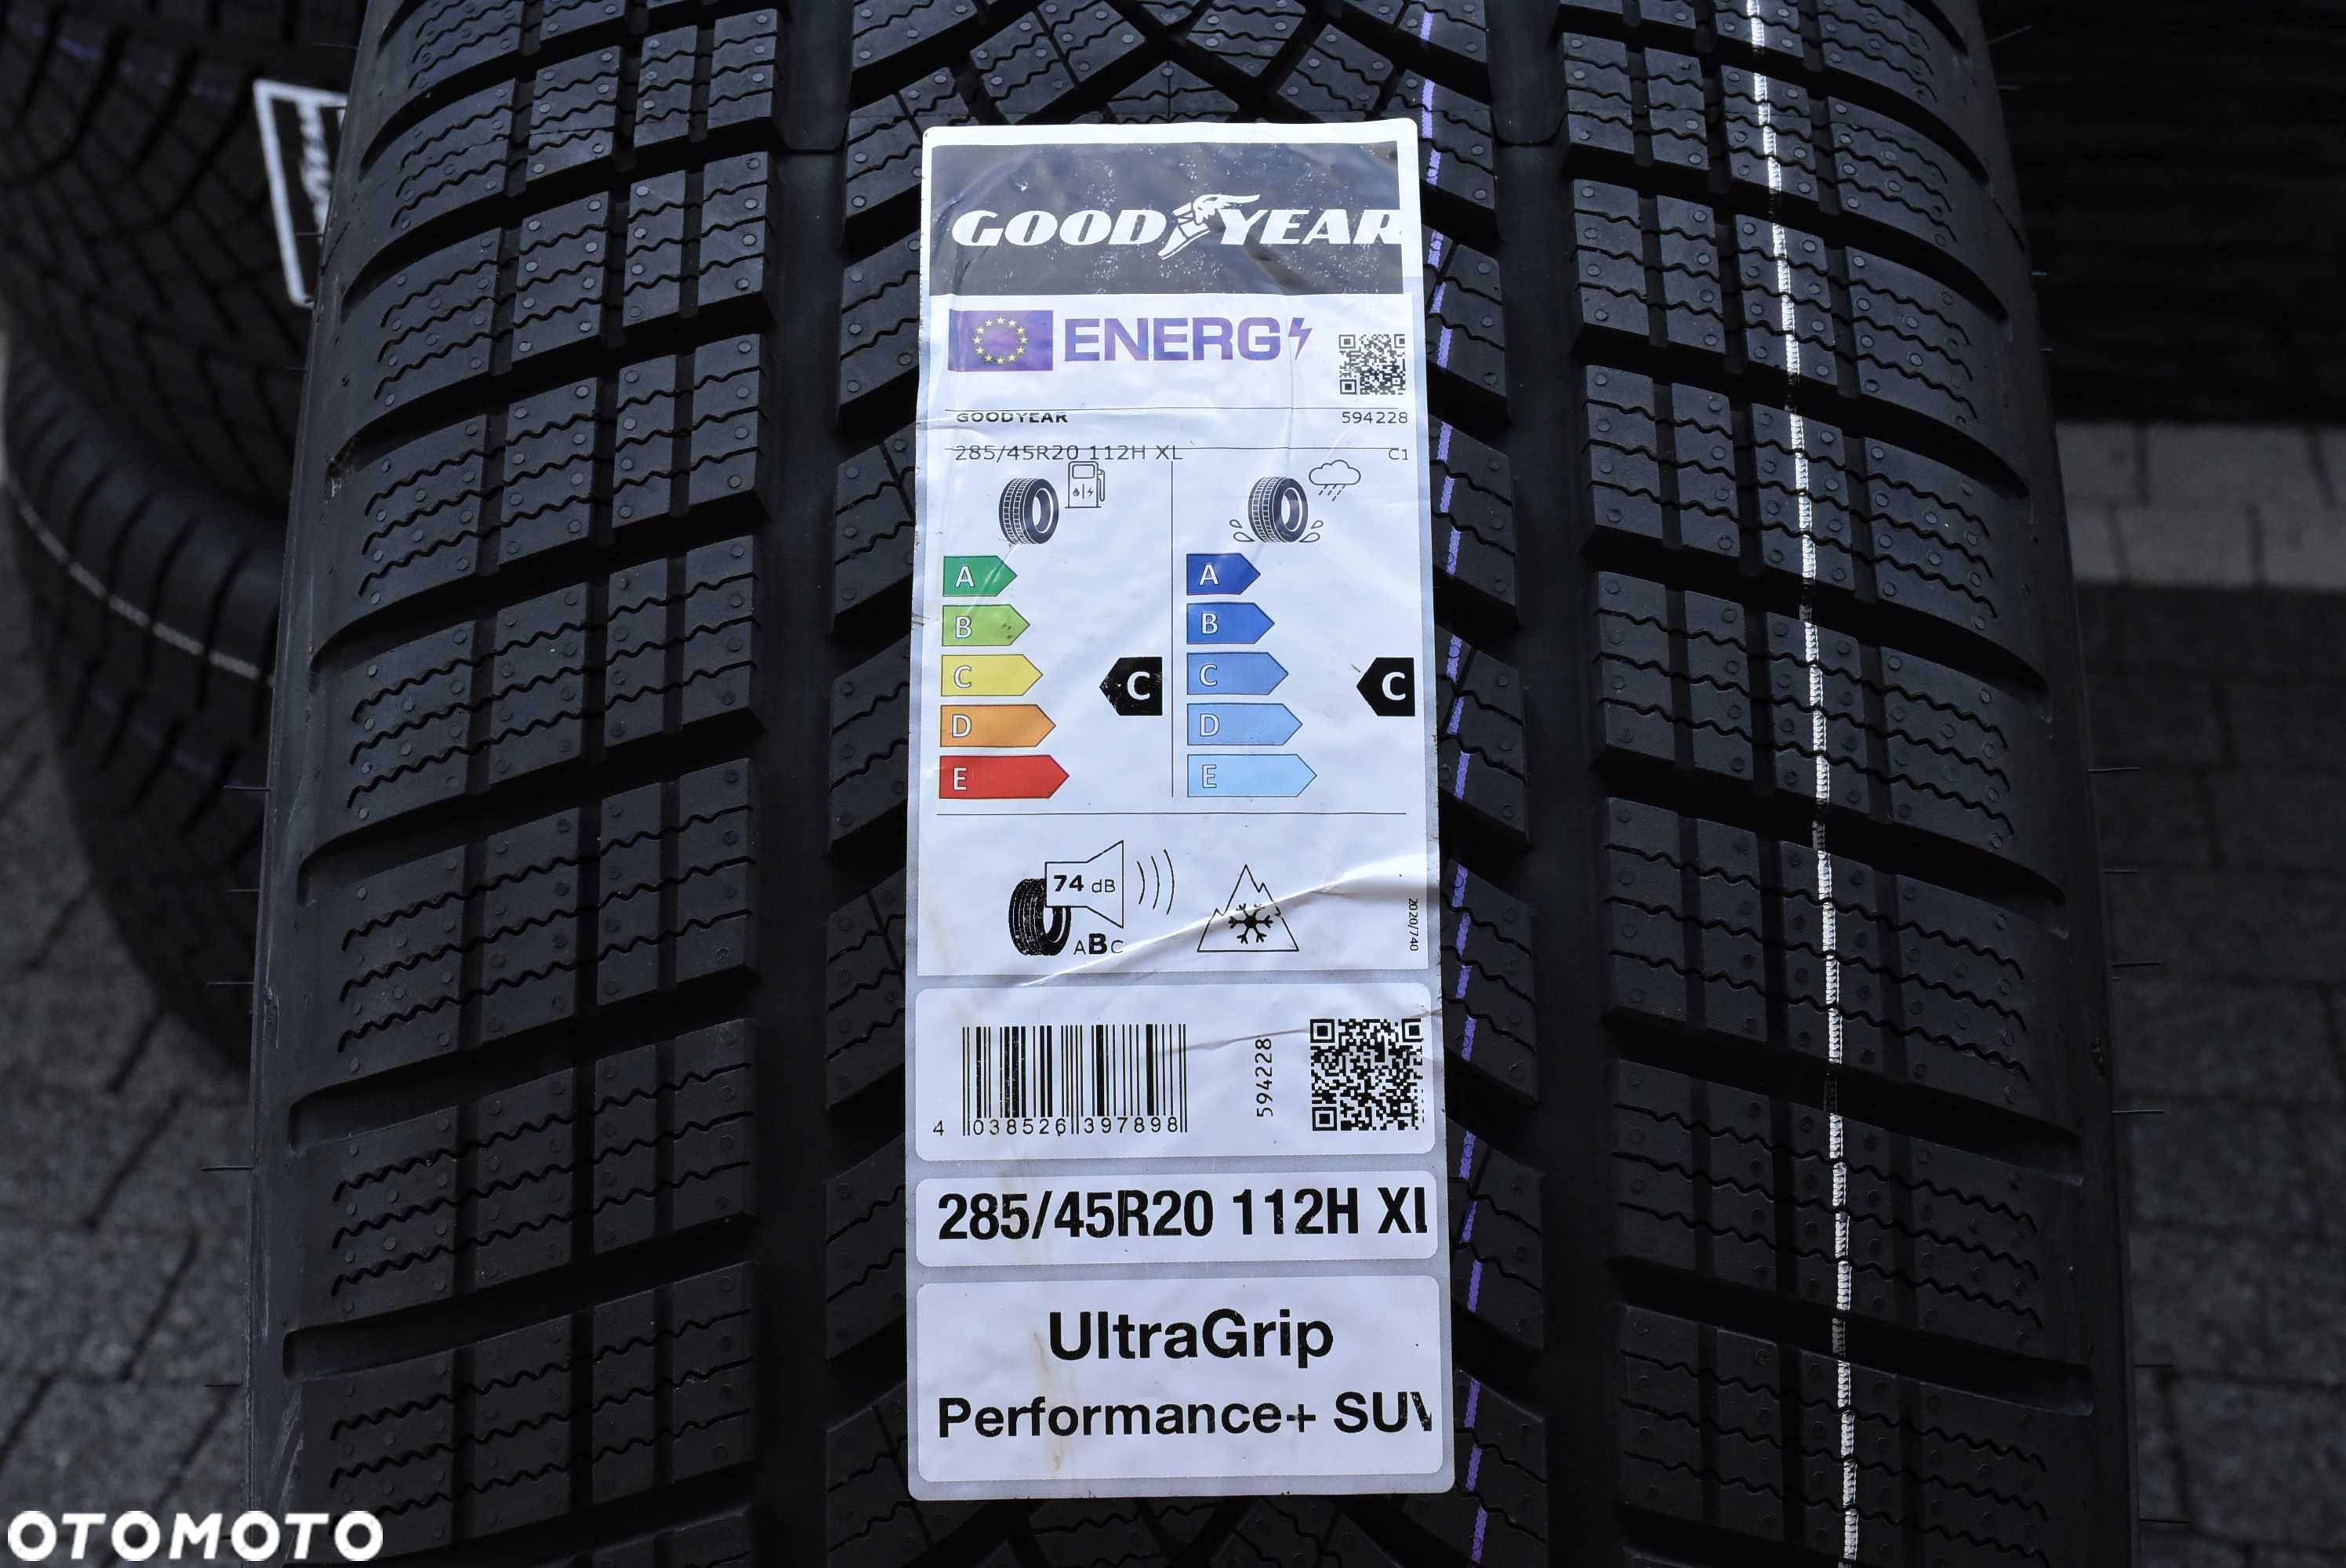 GOODYEAR
ENERG
GOODYEAR 594228
285/45R20 112H XL C1
A A
B B
C C C C
D D
E E
74 dB
ABC
2020/740
4 038526 397898
594228
285/45R20 112H XL
UltraGrip
Performance+ SUV
OTOMOTO